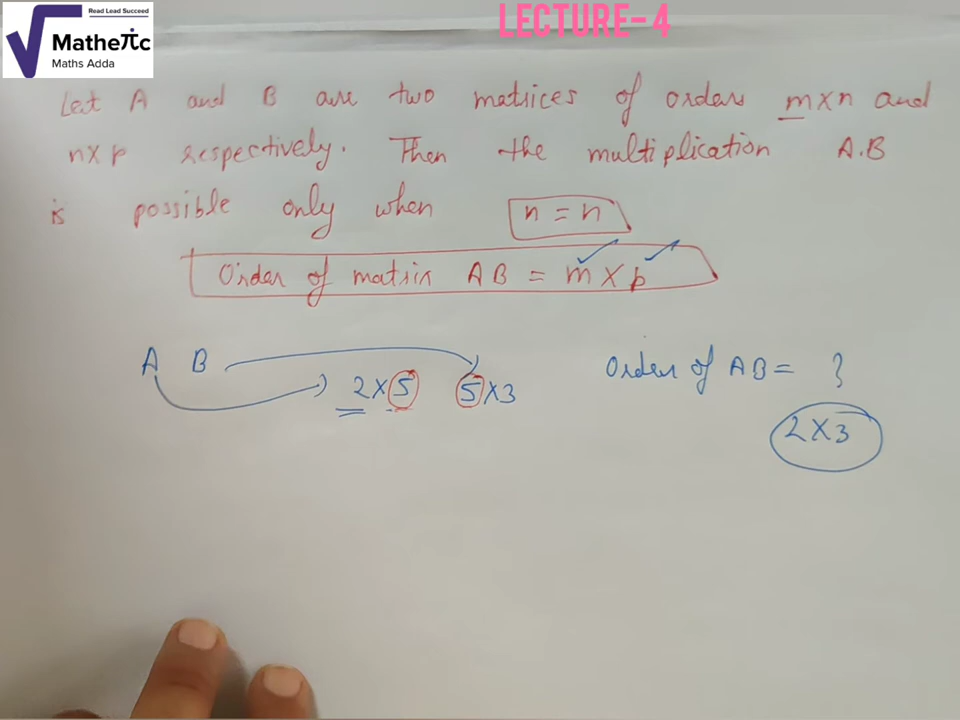 LECTURE-4
Read Lead Succeed
Matheπc
Maths Adda
Let A and B are two matrices of orders m×n and
n×p respectively. Then the multiplication A.B
is possible only when n = n
Order of matrix AB = m×p
A B 2×5 5×3 Order of AB = ?
2×3